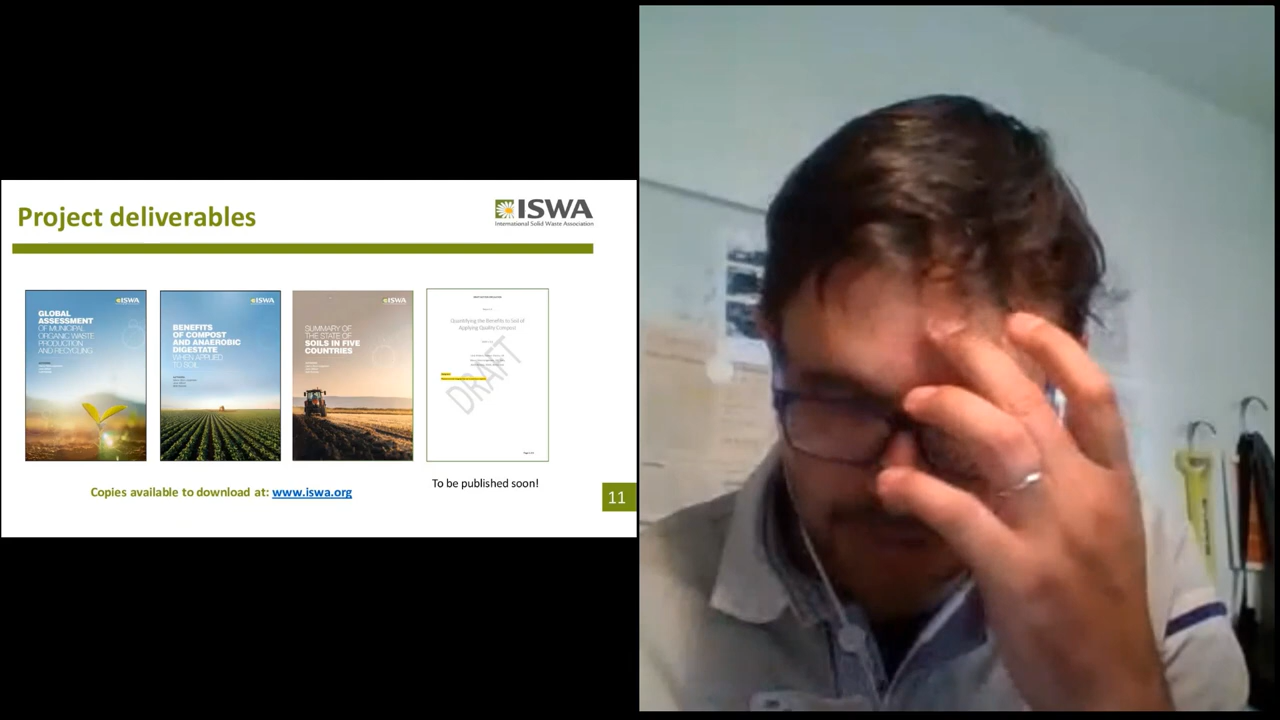 Project deliverables
ISWA
International Solid Waste Association
ISWA
GLOBAL
ASSESSMENT
OF MUNICIPAL
ORGANIC WASTE
PRODUCTION
AND RECYCLING
ISWA
BENEFITS
OF COMPOST
AND ANAEROBIC
DIGESTATE
WHEN APPLIED
TO SOIL
ISWA
SUMMARY OF
THE STATE OF
SOILS IN FIVE
COUNTRIES
Quantifying the Benefits to Soil of
Applying Quality Compost
DRAFT
Copies available to download at: www.iswa.org
To be published soon!
11